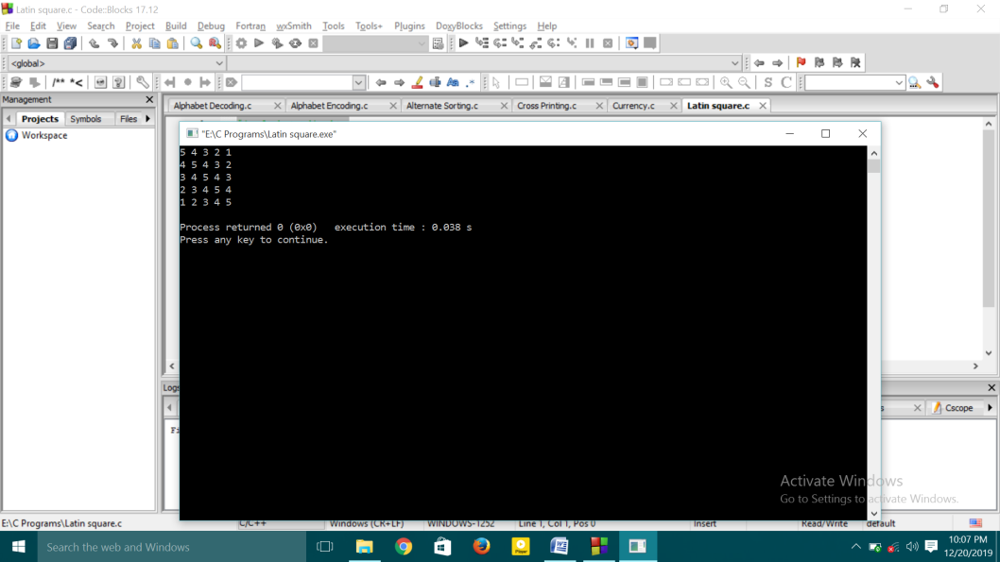 Latin square.c - Code::Blocks 17.12
File Edit View Search Project Build Debug Fortran wxSmith Tools Tools+ Plugins DoxyBlocks Settings Help
<global>
/** *<
S C
Management
Projects Symbols Files
Workspace
Alphabet Decoding.c Alphabet Encoding.c Alternate Sorting.c Cross Printing.c Currency.c Latin square.c
"E:\C Programs\Latin square.exe"
5 4 3 2 1
4 5 4 3 2
3 4 5 4 3
2 3 4 5 4
1 2 3 4 5
Process returned 0 (0x0) execution time : 0.038 s
Press any key to continue.
Logs
Cscope
Activate Windows
Go to Settings to activate Windows.
E:\C Programs\Latin square.c C/C++ Windows (CR+LF) WINDOWS-1252 Line 1, Col 1, Pos 0 Insert Read/Write default
Search the web and Windows
10:07 PM
12/20/2019